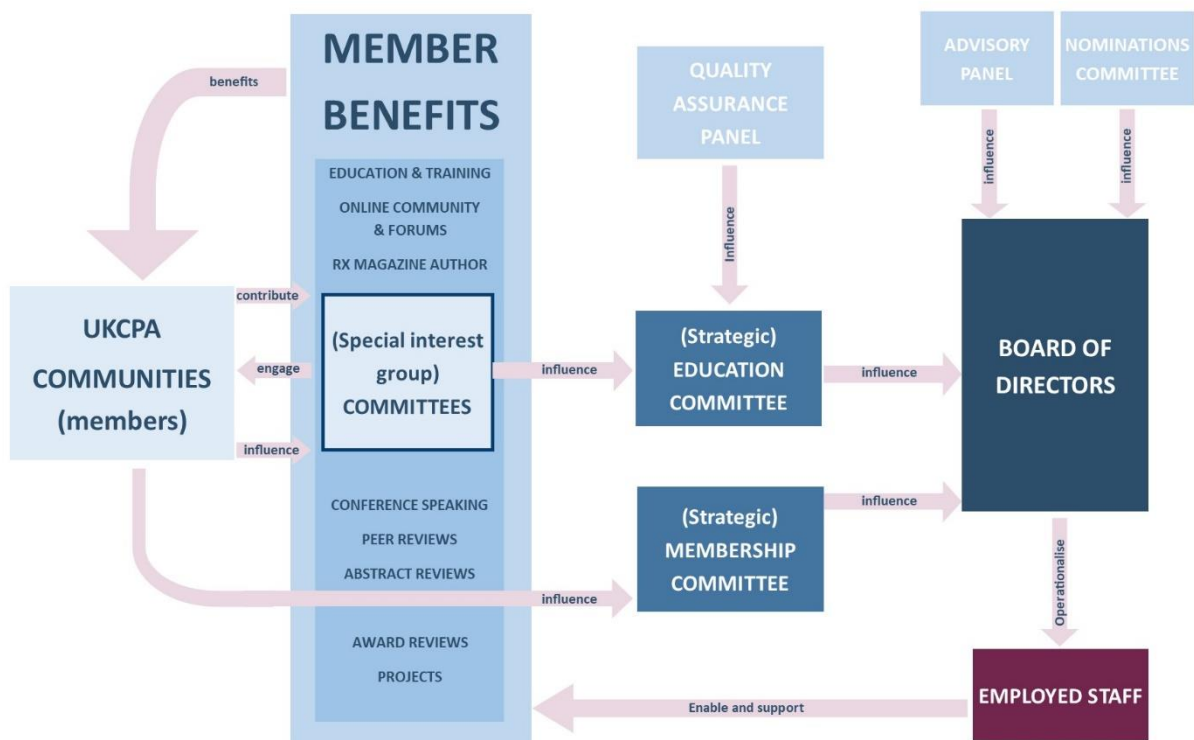 MEMBER
BENEFITS
benefits
EDUCATION & TRAINING
ONLINE COMMUNITY
& FORUMS
RX MAGAZINE AUTHOR
UKCPA
COMMUNITIES
(members)
contribute
engage
influence
(Special interest
group)
COMMITTEES
CONFERENCE SPEAKING
PEER REVIEWS
ABSTRACT REVIEWS
AWARD REVIEWS
PROJECTS
QUALITY
ASSURANCE
PANEL
Influence
influence
(Strategic)
EDUCATION
COMMITTEE
influence
influence
(Strategic)
MEMBERSHIP
COMMITTEE
influence
ADVISORY
PANEL
NOMINATIONS
COMMITTEE
influence
influence
BOARD OF
DIRECTORS
Operationalise
EMPLOYED STAFF
Enable and support